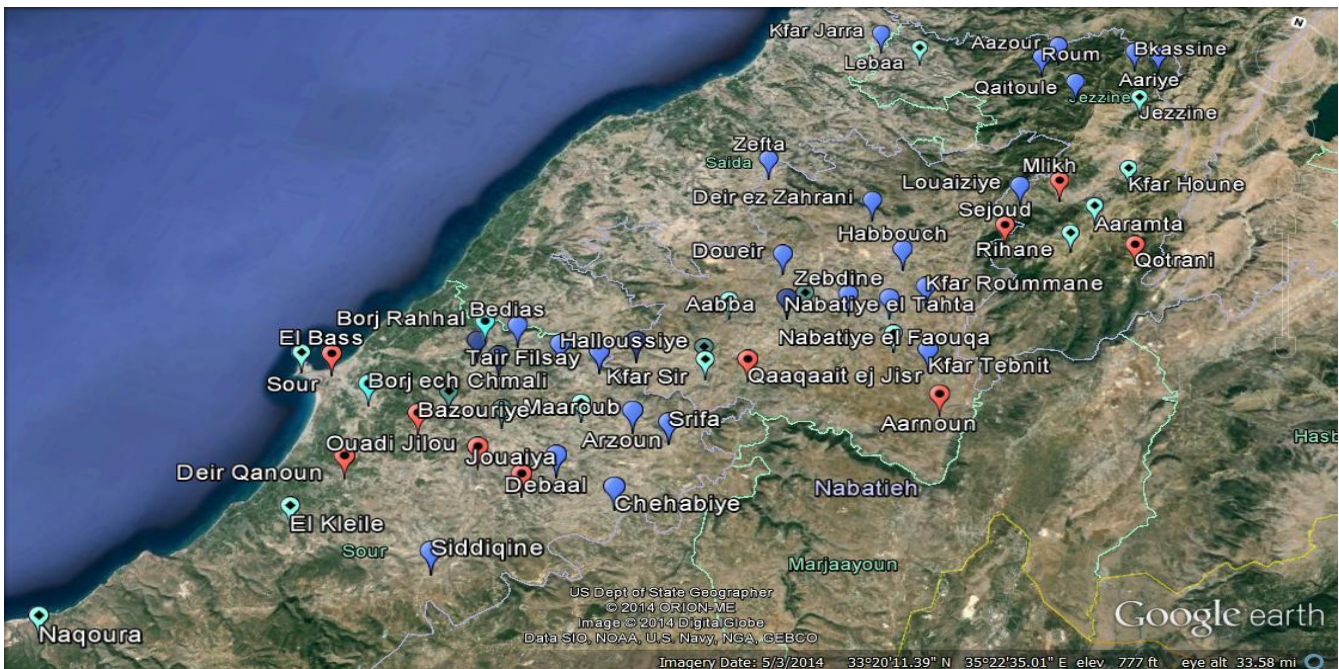 N
Kfar Jarra
Aazour
Roum
Bkassine
Lebaa
Aariye
Qaitoule
Jezzine
Jezzine
Zefta
Saida
Mlikh
Louaiziye
Kfar Houne
Deir ez Zahrani
Sejoud
Aaramta
Habbouch
Rihane
Doueir
Qotrani
Zebdine
Kfar Roummane
Aabba
Nabatiye el Tahta
Bedias
Borj Rahhal
El Bass
Halloussiye
Nabatiye el Faouqa
Tair Filsay
Kfar Tebnit
Sour
Borj ech Chmali
Kfar Sir
Qaaqaait ej Jisr
Bazouriye
Maaroub
Srifa
Aarnoun
Arzoun
Ouadi Jilou
Hasb
Jouaiya
Deir Qanoun
Debaal
Nabatieh
Chehabiye
El Kleile
Sour
Siddiqine
Marjaayoun
US Dept of State Geographer
© 2014 ORION-ME
Image © 2014 DigitalGlobe
Data SIO, NOAA, U.S. Navy, NGA, GEBCO
Google earth
Naqoura
Imagery Date: 5/3/2014 33°20'11.39" N 35°22'35.01" E elev 777 ft eye alt 33.58 mi